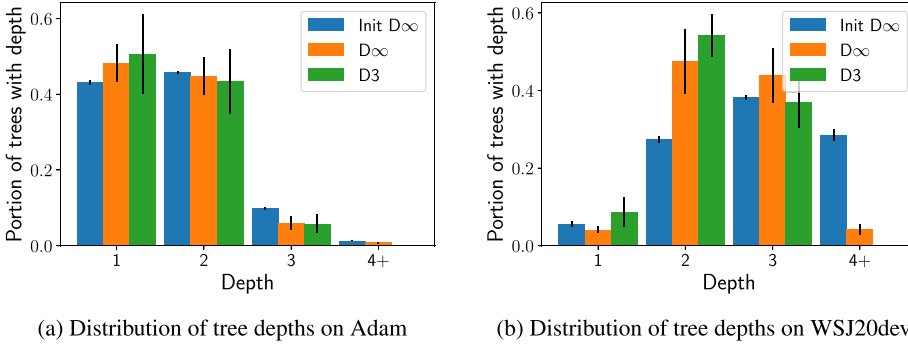 0.6
0.4
0.2
0.0
Portion of trees with depth
Init D∞
D∞
D3
1 2 3 4+
Depth
(a) Distribution of tree depths on Adam
0.6
0.4
0.2
0.0
Portion of trees with depth
Init D∞
D∞
D3
1 2 3 4+
Depth
(b) Distribution of tree depths on WSJ20dev